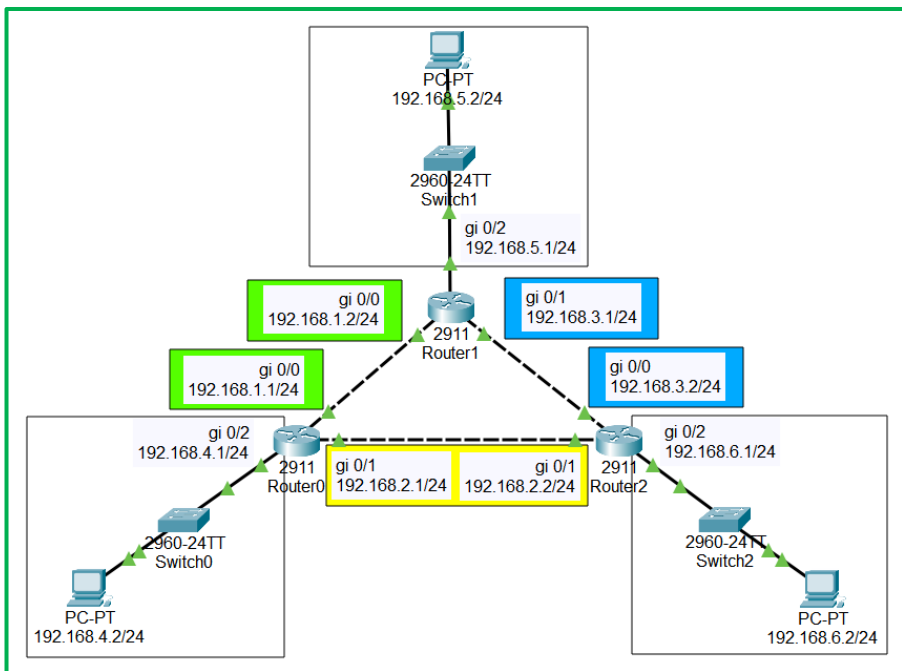 PC-PT
192.168.5.2/24
2960-24TT
Switch1
gi 0/2
192.168.5.1/24
gi 0/0
192.168.1.2/24
gi 0/1
192.168.3.1/24
2911
Router1
gi 0/0
192.168.1.1/24
gi 0/0
192.168.3.2/24
gi 0/2
192.168.4.1/24
2911
Router0
gi 0/1
192.168.2.1/24
gi 0/1
192.168.2.2/24
2911
Router2
gi 0/2
192.168.6.1/24
2960-24TT
Switch0
2960-24TT
Switch2
PC-PT
192.168.4.2/24
PC-PT
192.168.6.2/24